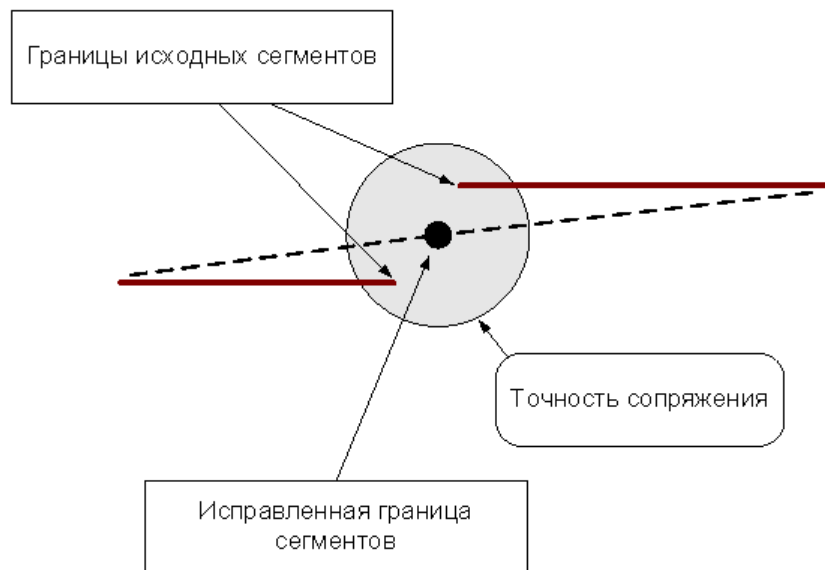 Границы исходных сегментов
Точность сопряжения
Исправленная граница
сегментов